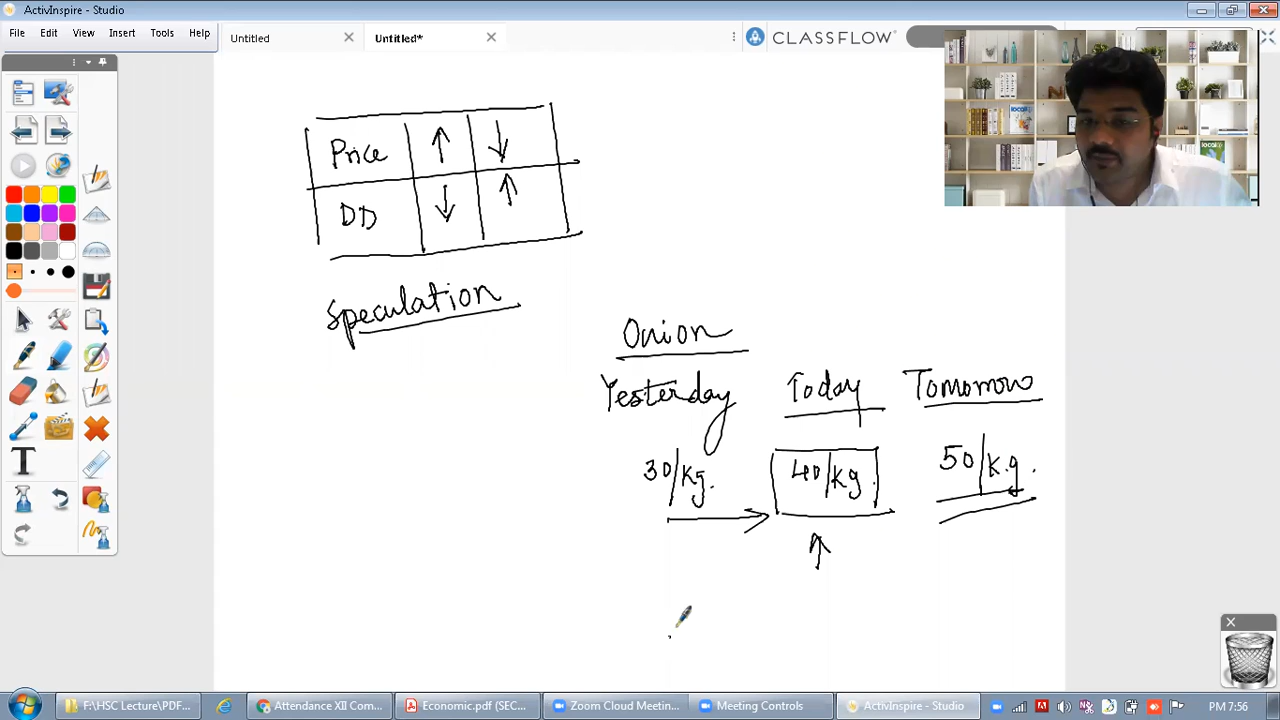 ActivInspire - Studio
File Edit View Insert Tools Help
Untitled
Untitled*
CLASSFLOW
Price ↑ ↓
DD ↓ ↑
Speculation
Onion
Yesterday Today Tomorrow
30/kg. 40/kg. 50/k.g.
F:\HSC Lecture\PDF...
Attendance XII Com...
Economic.pdf (SEC...
Zoom Cloud Meetin...
Meeting Controls
ActivInspire - Studio
PM 7:56